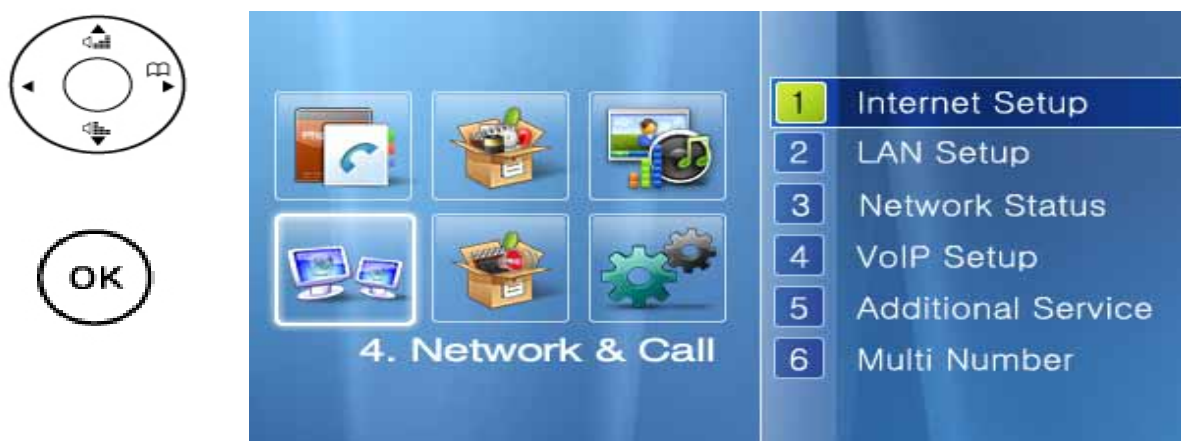 OK
4. Network & Call
1 Internet Setup
2 LAN Setup
3 Network Status
4 VoIP Setup
5 Additional Service
6 Multi Number